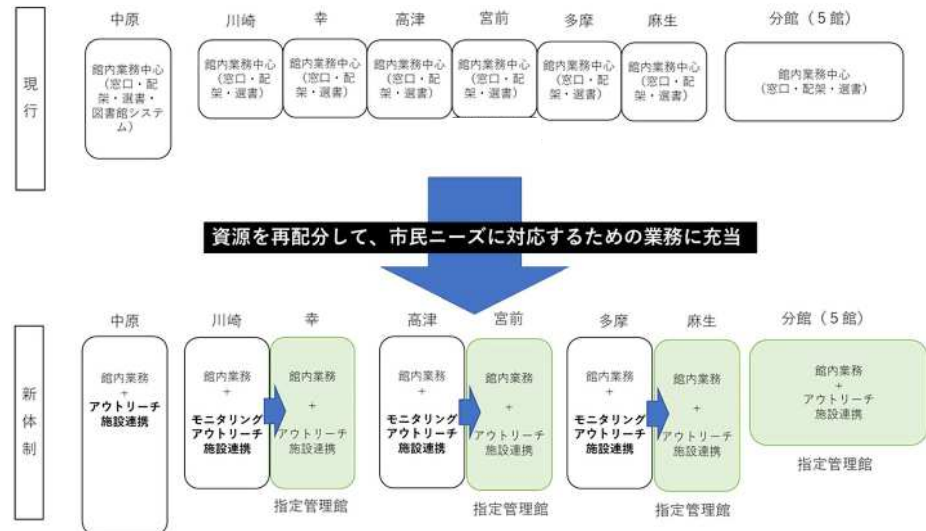 現行
中原
川崎
幸
高津
宮前
多摩
麻生
分館（５館）
館内業務中心
（窓口・配
架・選書・
図書館システ
ム）
館内業務中心
（窓口・配
架・選書）
館内業務中心
（窓口・配
架・選書）
館内業務中心
（窓口・配
架・選書）
館内業務中心
（窓口・配
架・選書）
館内業務中心
（窓口・配
架・選書）
館内業務中心
（窓口・配
架・選書）
館内業務中心
（窓口・配架・選書）
資源を再配分して、市民ニーズに対応するための業務に充当
新体制
中原
川崎
幸
高津
宮前
多摩
麻生
分館（５館）
館内業務
+
アウトリーチ
施設連携
館内業務
+
モニタリング
アウトリーチ
施設連携
館内業務
+
アウトリーチ
施設連携
館内業務
+
モニタリング
アウトリーチ
施設連携
館内業務
+
アウトリーチ
施設連携
館内業務
+
モニタリング
アウトリーチ
施設連携
館内業務
+
アウトリーチ
施設連携
館内業務
+
アウトリーチ
施設連携
指定管理館
指定管理館
指定管理館
指定管理館